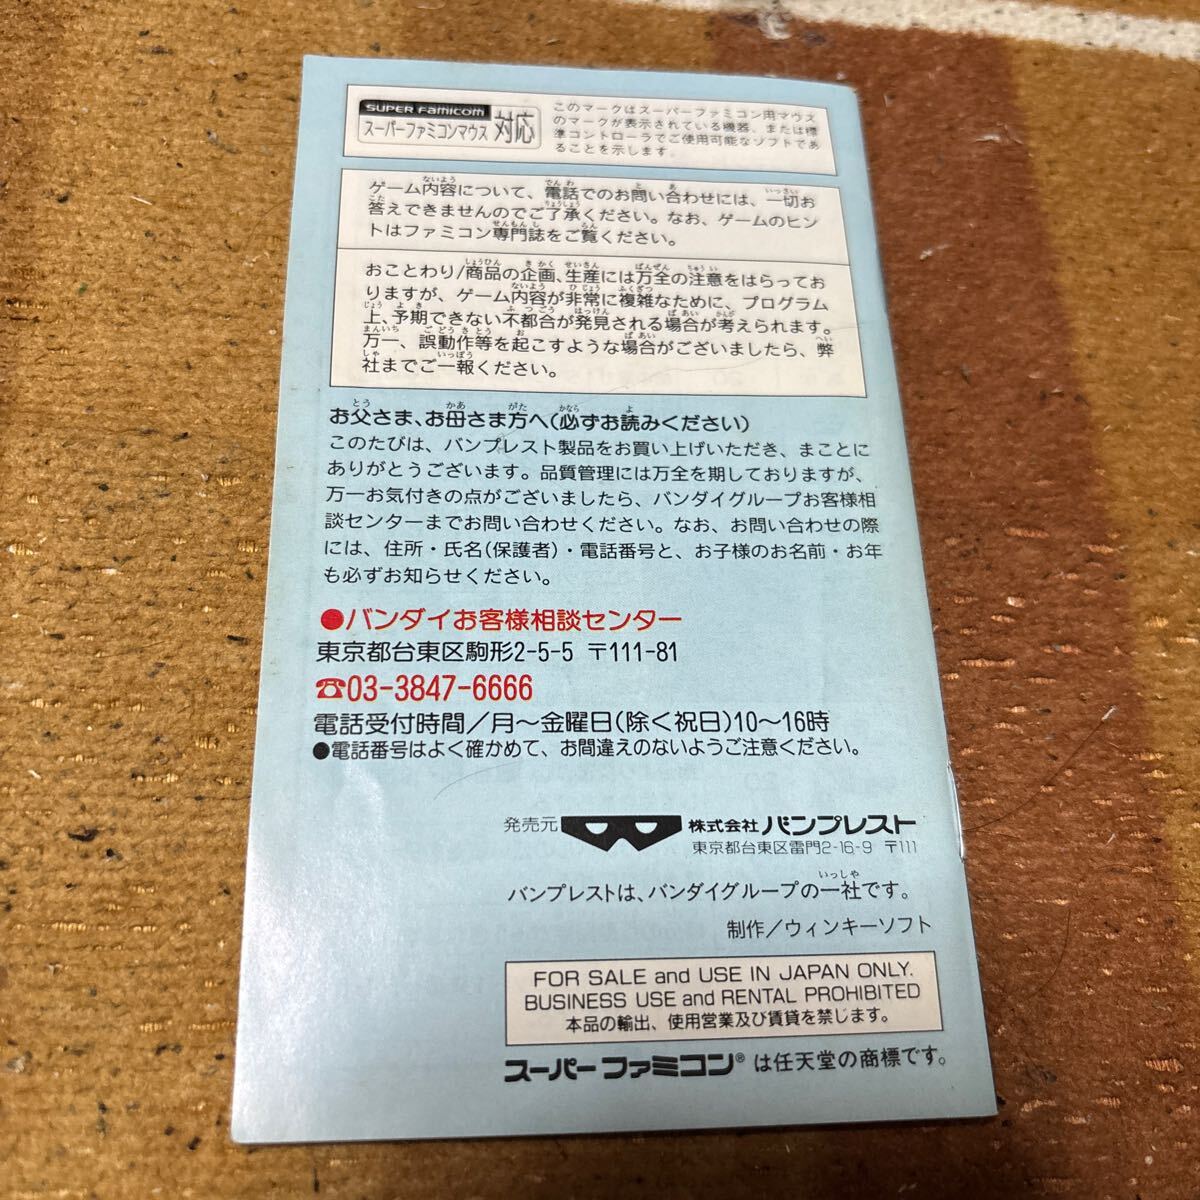 SUPER Famicom
スーパーファミコンマウス 対応
このマークはスーパーファミコン用マウス
のマークが表示されている機器、または標
準コントローラでご使用可能なソフトであ
ることを示します。
ゲーム内容について、電話でのお問い合わせには、一切お
答えできませんのでご了承ください。なお、ゲームのヒン
トはファミコン専門誌をご覧ください。
おことわり/商品の企画、生産には万全の注意をはらってお
りますが、ゲーム内容が非常に複雑なために、プログラム
上、予期できない不都合が発見される場合が考えられます。
万一、誤動作等を起こすような場合がございましたら、弊
社までご一報ください。
お父さま、お母さま方へ(必ずお読みください)
このたびは、バンプレスト製品をお買い上げいただき、まことに
ありがとうございます。品質管理には万全を期しておりますが、
万一お気付きの点がございましたら、バンダイグループお客様相
談センターまでお問い合わせください。なお、お問い合わせの際
には、住所・氏名(保護者)・電話番号と、お子様のお名前・お年
も必ずお知らせください。
●バンダイお客様相談センター
東京都台東区駒形2-5-5 〒111-81
☎03-3847-6666
電話受付時間/月〜金曜日(除く祝日)10〜16時
●電話番号はよく確かめて、お間違えのないようご注意ください。
発売元 株式会社 バンプレスト
東京都台東区雷門2-16-9 〒111
バンプレストは、バンダイグループの一社です。
制作/ウィンキーソフト
FOR SALE and USE IN JAPAN ONLY.
BUSINESS USE and RENTAL PROHIBITED
本品の輸出、使用営業及び賃貸を禁じます。
スーパーファミコン® は任天堂の商標です。